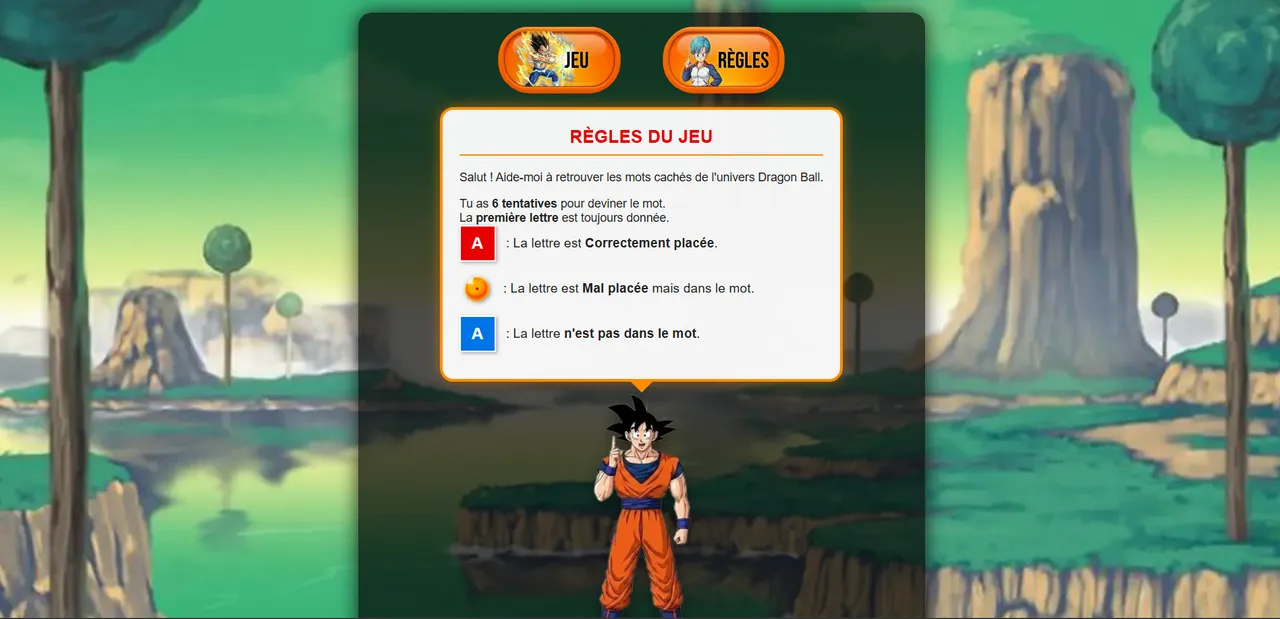 JEU
RÈGLES
RÈGLES DU JEU
Salut ! Aide-moi à retrouver les mots cachés de l'univers Dragon Ball.
Tu as 6 tentatives pour deviner le mot.
La première lettre est toujours donnée.
A : La lettre est Correctement placée.
: La lettre est Mal placée mais dans le mot.
A : La lettre n'est pas dans le mot.